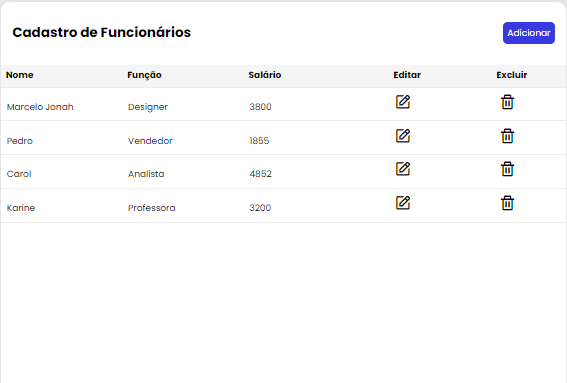 Cadastro de Funcionários Adicionar
Nome Função Salário Editar Excluir
Marcelo Jonah Designer 3800
Pedro Vendedor 1855
Carol Analista 4852
Karine Professora 3200